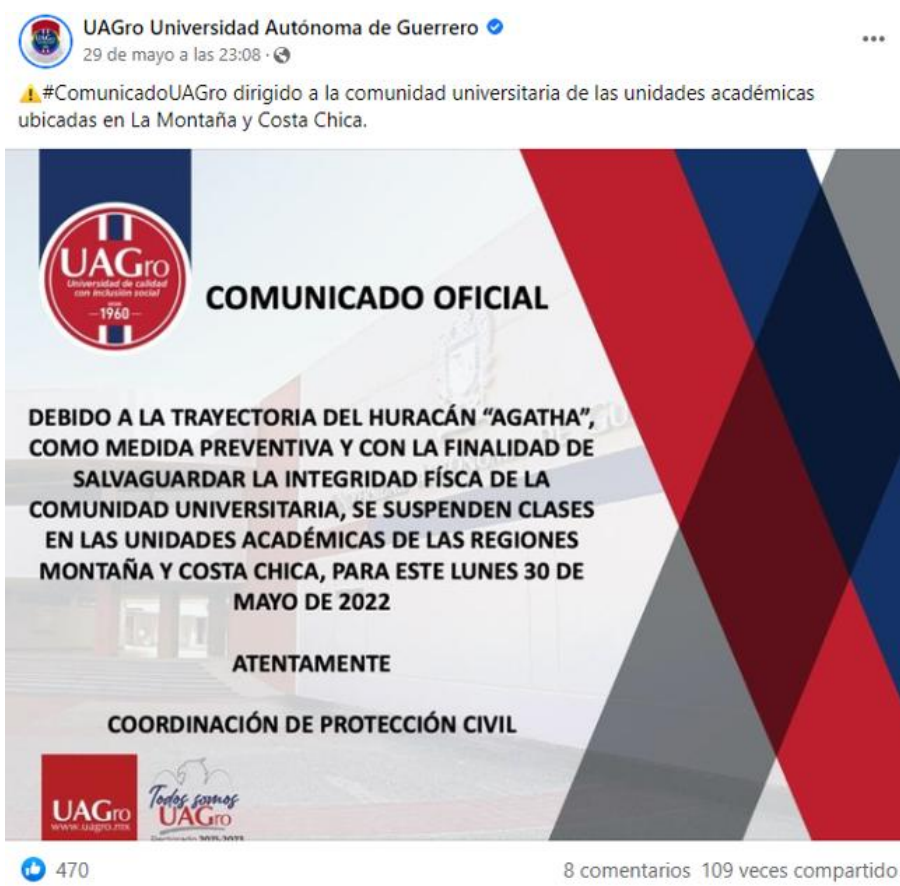 UAGro Universidad Autónoma de Guerrero
29 de mayo a las 23:08 ·
#ComunicadoUAGro dirigido a la comunidad universitaria de las unidades académicas
ubicadas en La Montaña y Costa Chica.
UAGro
Universidad de calidad
con inclusión social
desde
1960
COMUNICADO OFICIAL
DEBIDO A LA TRAYECTORIA DEL HURACÁN “AGATHA”,
COMO MEDIDA PREVENTIVA Y CON LA FINALIDAD DE
SALVAGUARDAR LA INTEGRIDAD FÍSCA DE LA
COMUNIDAD UNIVERSITARIA, SE SUSPENDEN CLASES
EN LAS UNIDADES ACADÉMICAS DE LAS REGIONES
MONTAÑA Y COSTA CHICA, PARA ESTE LUNES 30 DE
MAYO DE 2022
ATENTAMENTE
COORDINACIÓN DE PROTECCIÓN CIVIL
UAGro
www.uagro.mx
Todos somos
UAGro
470
8 comentarios 109 veces compartido